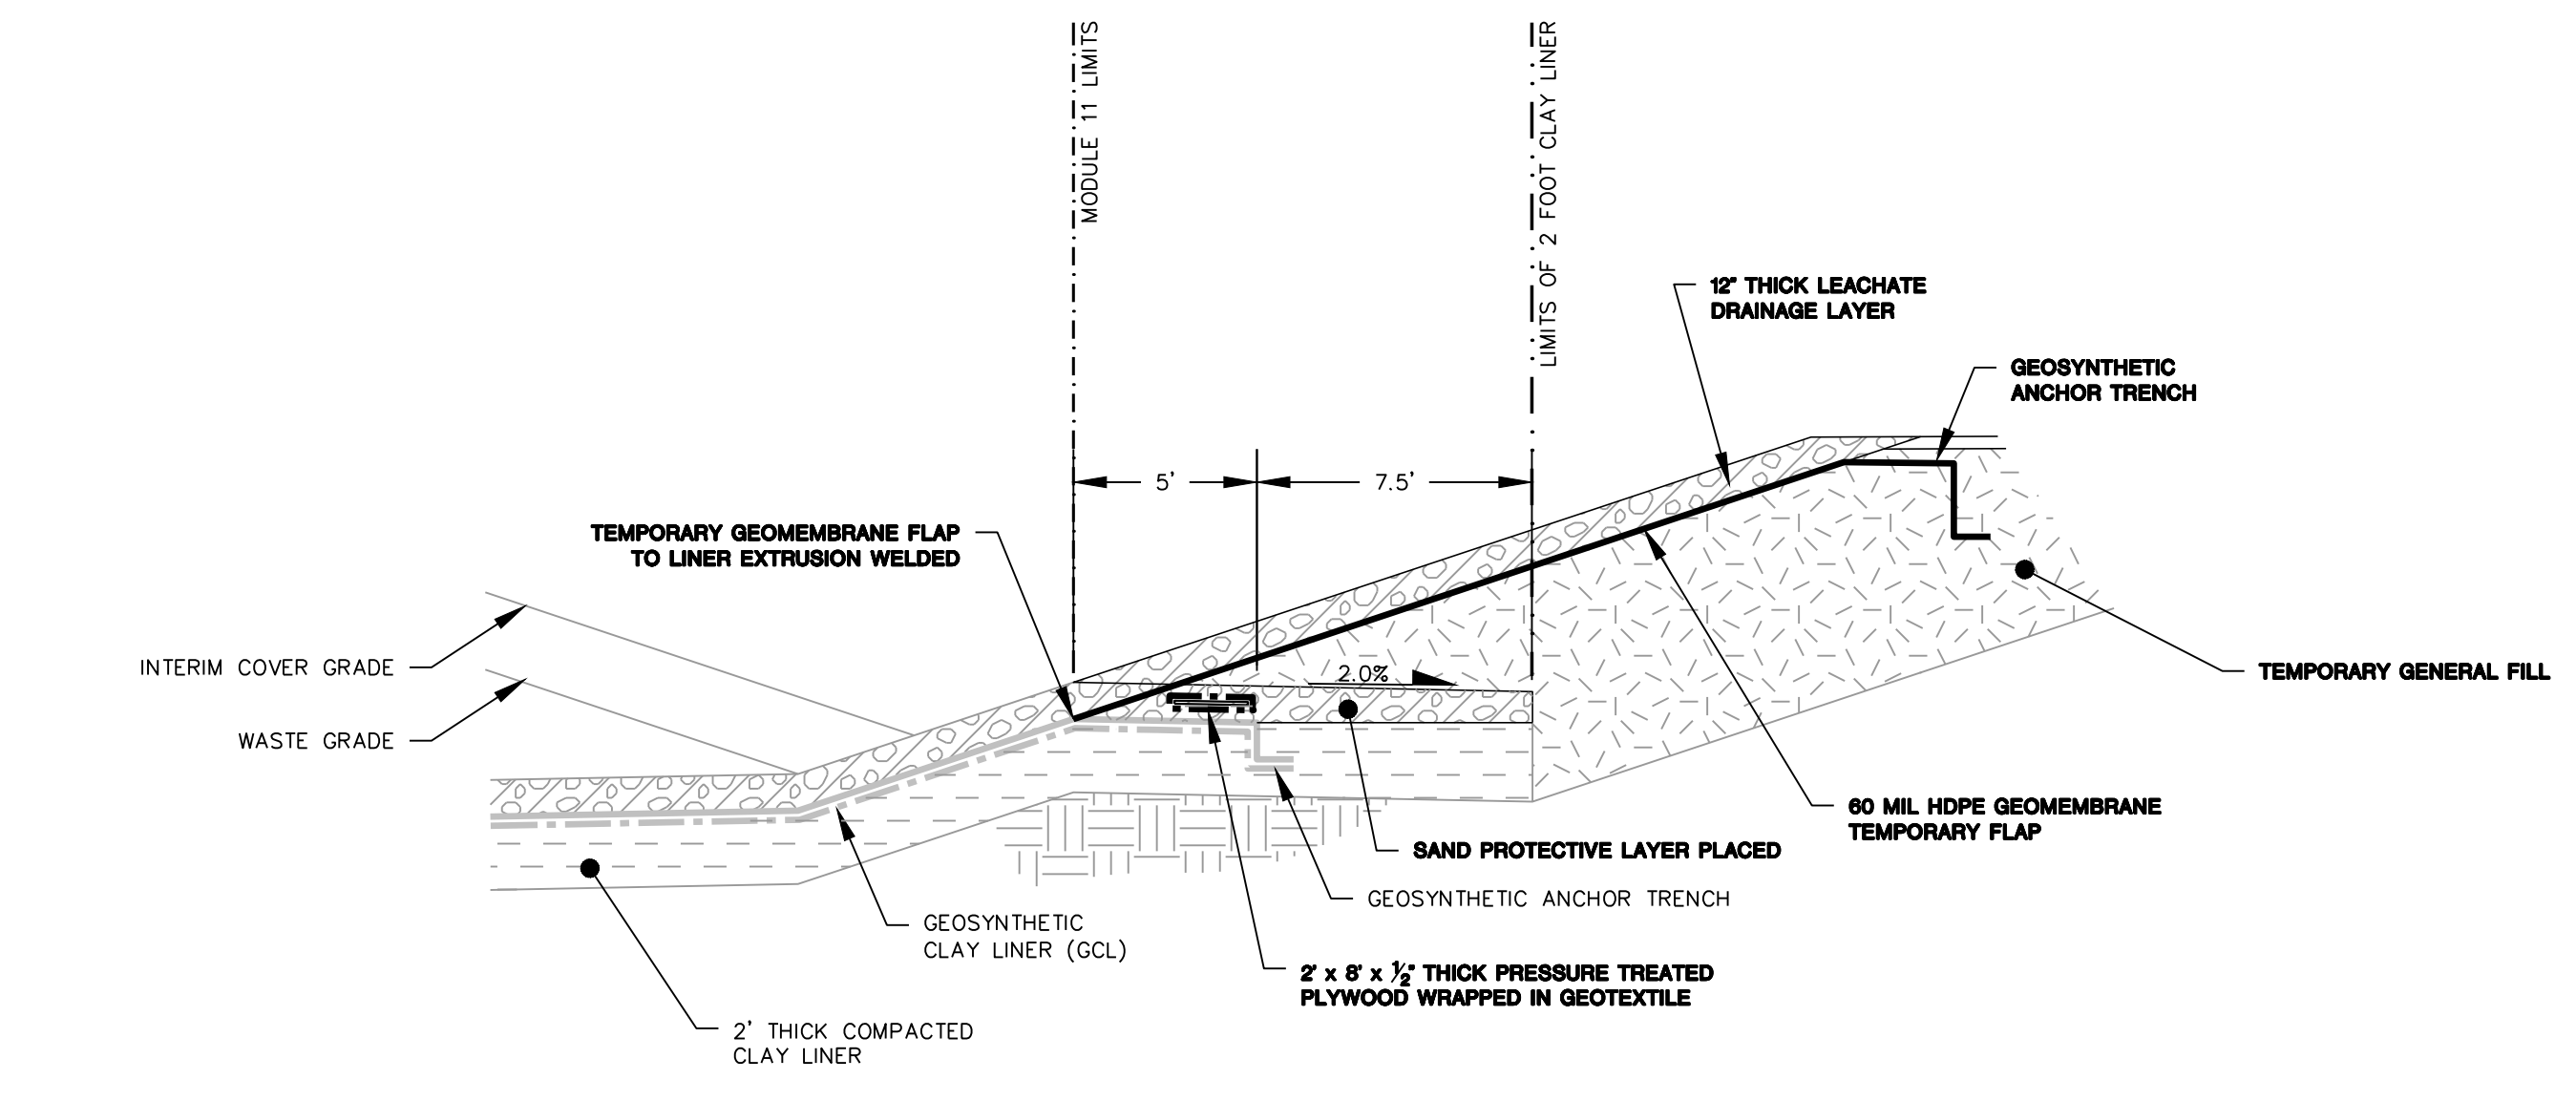 MODULE 11 LIMITS
LIMITS OF 2 FOOT CLAY LINER
12" THICK LEACHATE
DRAINAGE LAYER
GEOSYNTHETIC
ANCHOR TRENCH
5'
7.5'
TEMPORARY GEOMEMBRANE FLAP
TO LINER EXTRUSION WELDED
INTERIM COVER GRADE
2.0%
TEMPORARY GENERAL FILL
WASTE GRADE
60 MIL HDPE GEOMEMBRANE
TEMPORARY FLAP
SAND PROTECTIVE LAYER PLACED
GEOSYNTHETIC ANCHOR TRENCH
GEOSYNTHETIC
CLAY LINER (GCL)
2' x 8' x 1/2" THICK PRESSURE TREATED
PLYWOOD WRAPPED IN GEOTEXTILE
2' THICK COMPACTED
CLAY LINER